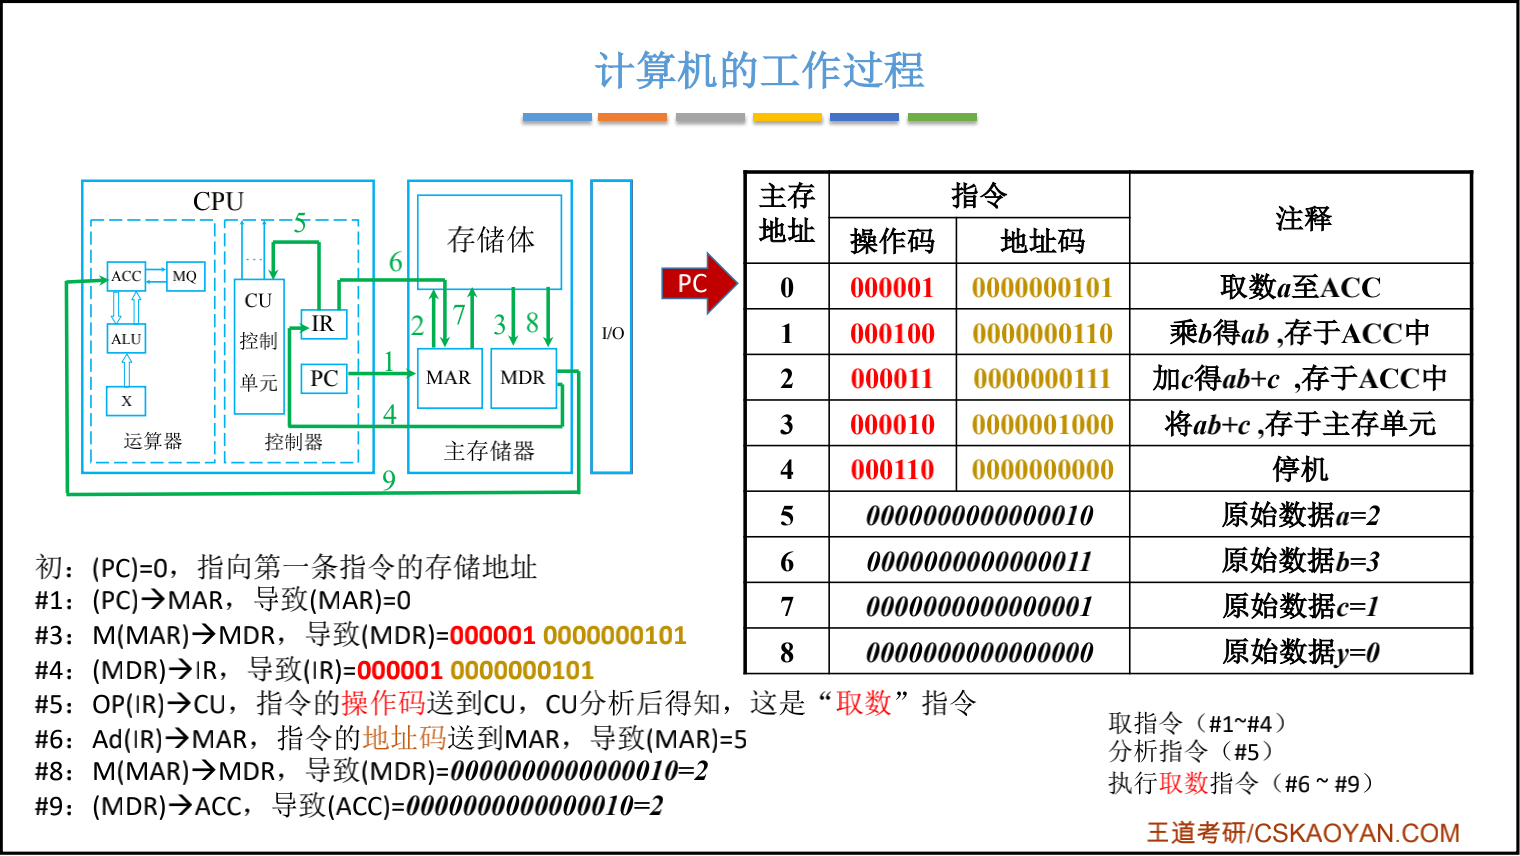 计算机的工作过程
CPU
5
...
ACC
MQ
CU
控制
单元
IR
ALU
PC
X
运算器
控制器
存储体
6
2
7
3
8
1
MAR
MDR
4
主存储器
9
I/O
PC
主存地址 指令 注释
操作码 地址码
0 000001 0000000101 取数a至ACC
1 000100 0000000110 乘b得ab ,存于ACC中
2 000011 0000000111 加c得ab+c ,存于ACC中
3 000010 0000001000 将ab+c ,存于主存单元
4 000110 0000000000 停机
5 0000000000000010 原始数据a=2
6 0000000000000011 原始数据b=3
7 0000000000000001 原始数据c=1
8 0000000000000000 原始数据y=0
初：(PC)=0，指向第一条指令的存储地址
#1：(PC)→MAR，导致(MAR)=0
#3：M(MAR)→MDR，导致(MDR)=000001 0000000101
#4：(MDR)→IR，导致(IR)=000001 0000000101
#5：OP(IR)→CU，指令的操作码送到CU，CU分析后得知，这是“取数”指令
#6：Ad(IR)→MAR，指令的地址码送到MAR，导致(MAR)=5
#8：M(MAR)→MDR，导致(MDR)=0000000000000010=2
#9：(MDR)→ACC，导致(ACC)=0000000000000010=2
取指令（#1~#4）
分析指令（#5）
执行取数指令（#6 ~ #9）
王道考研/CSKAOYAN.COM